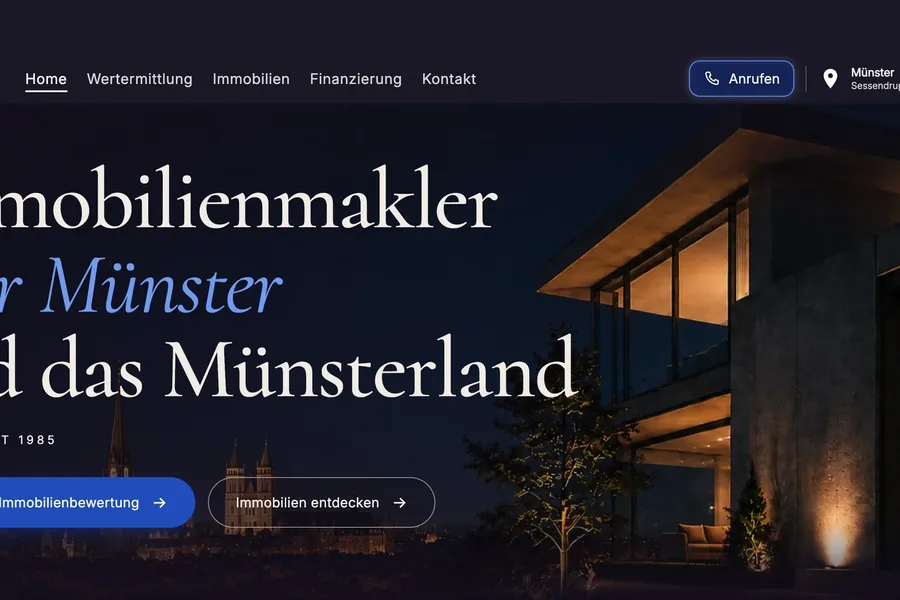 Home Wertermittlung Immobilien Finanzierung Kontakt
Anrufen
Münster
mobilienmakler
r Münster
d das Münsterland
T 1985
Immobilienbewertung →
Immobilien entdecken →